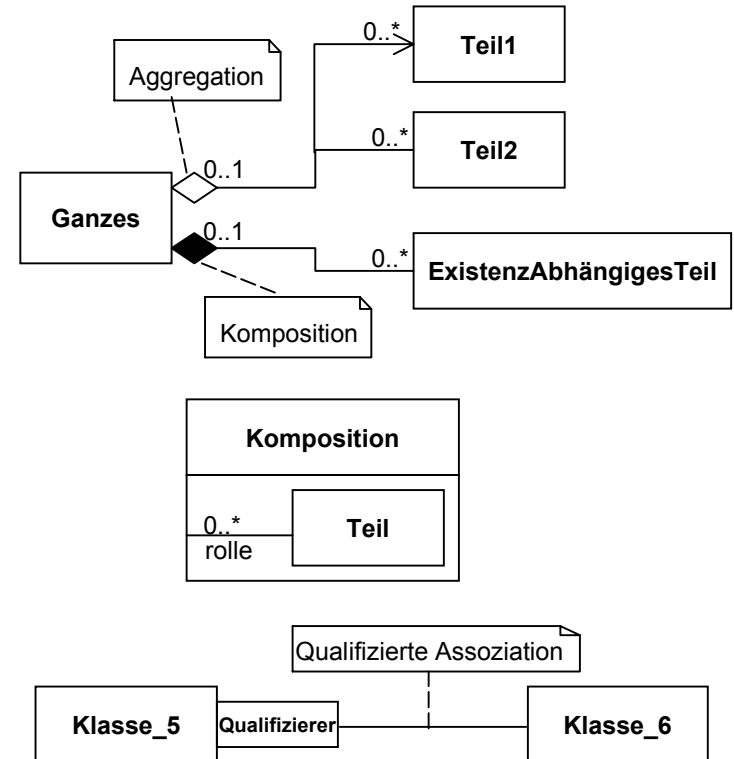 0..*
Teil1
Aggregation
0..*
Teil2
0..1
Ganzes
0..1
0..*
ExistenzAbhängigesTeil
Komposition
Komposition
0..*
rolle
Teil
Qualifizierte Assoziation
Klasse_5
Qualifizierer
Klasse_6